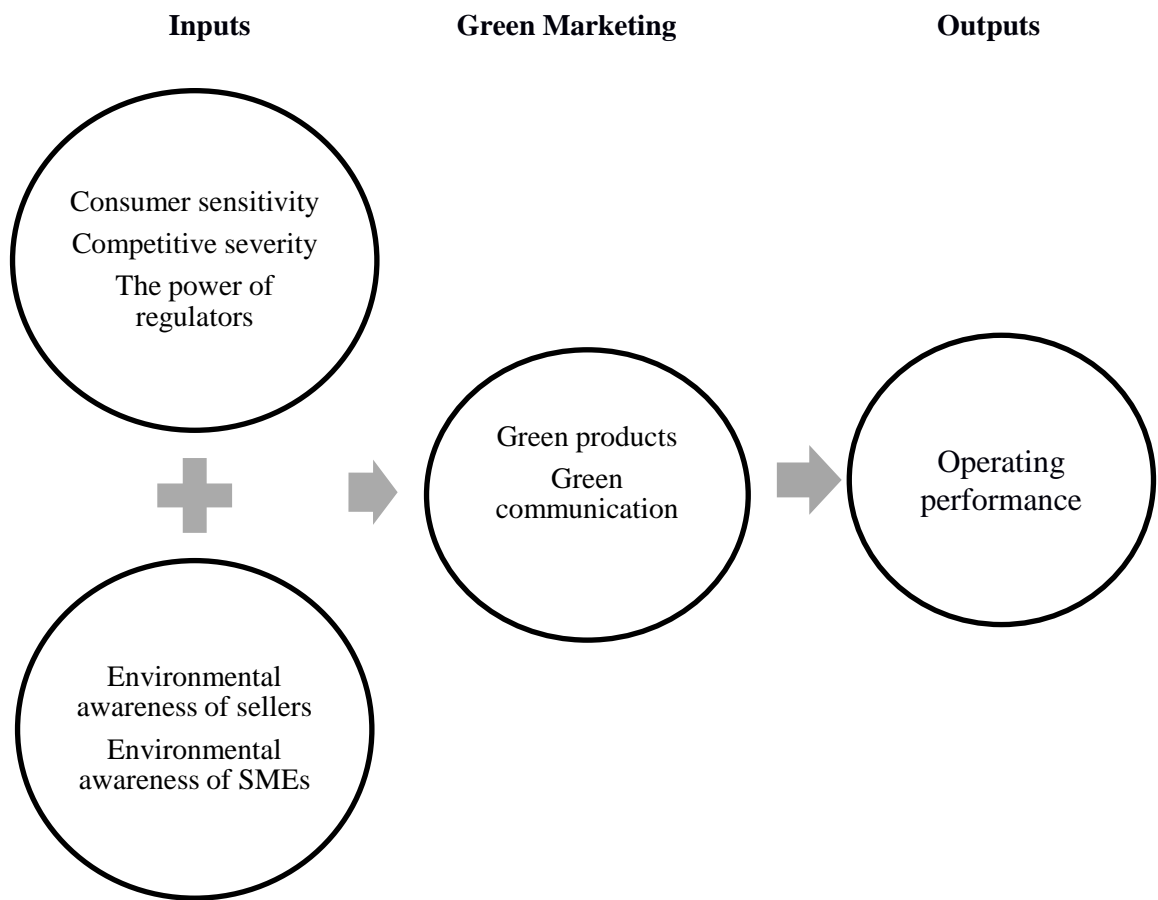 Inputs
Green Marketing
Outputs
Consumer sensitivity
Competitive severity
The power of
regulators
Green products
Green
communication
Operating
performance
Environmental
awareness of sellers
Environmental
awareness of SMEs